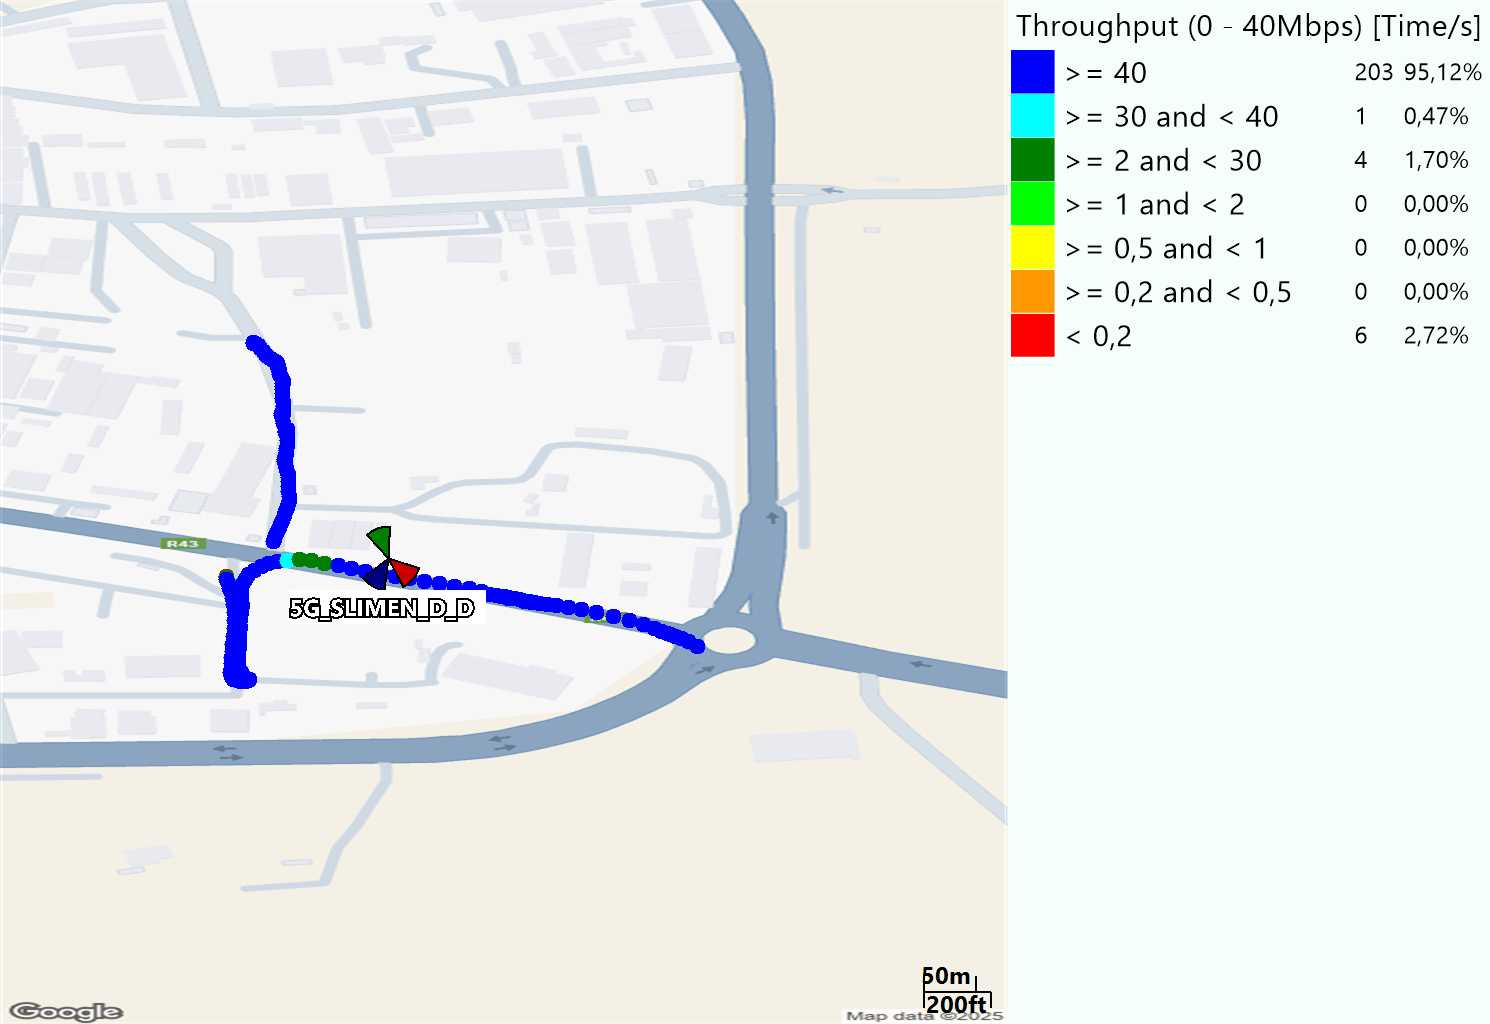 Throughput (0 - 40Mbps) [Time/s]
>= 40 203 95,12%
>= 30 and < 40 1 0,47%
>= 2 and < 30 4 1,70%
>= 1 and < 2 0 0,00%
>= 0,5 and < 1 0 0,00%
>= 0,2 and < 0,5 0 0,00%
< 0,2 6 2,72%
R43
5G_SLIMEN_D_D
50m
200ft
Google
Map data ©2025